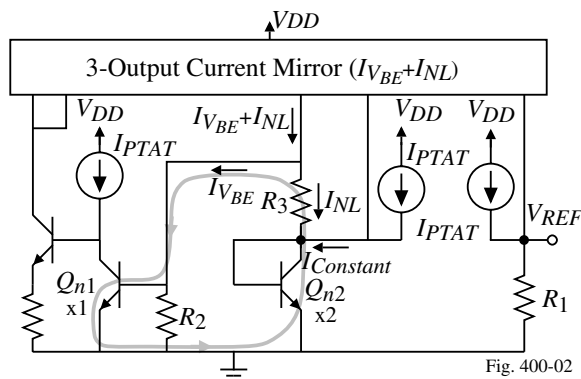 VDD
3-Output Current Mirror (IVBE+INL)
VDD
IPTAT
IVBE+INL
VDD
VDD
IPTAT
IVBE
R3
INL
IPTAT
VREF
IConstant
Qn1
x1
R2
Qn2
x2
R1
Fig. 400-02